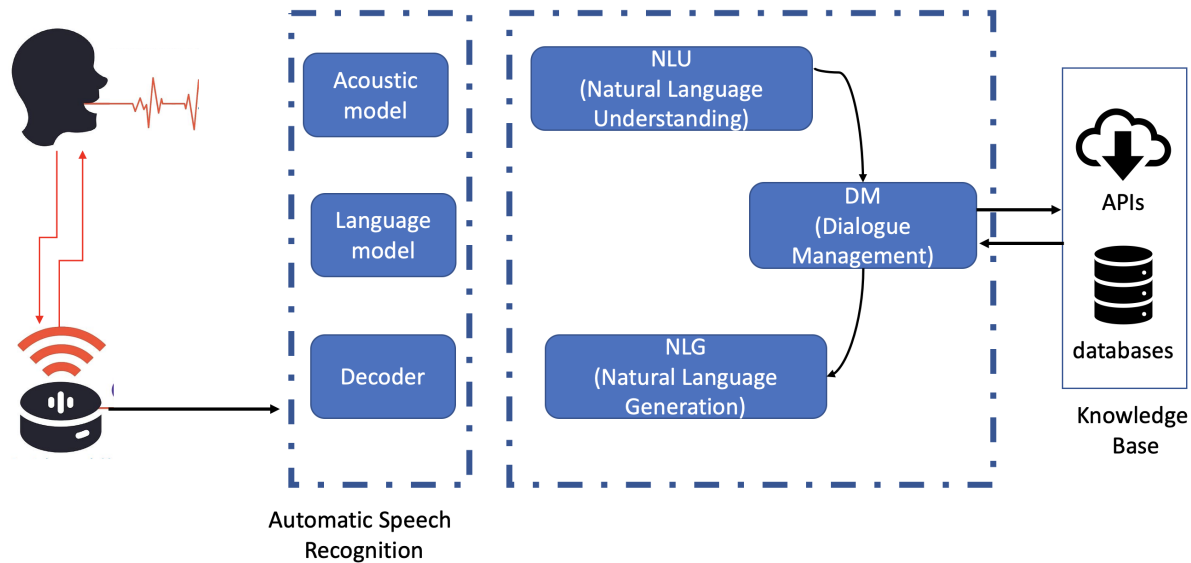 Acoustic
model
Language
model
Decoder
Automatic Speech
Recognition
NLU
(Natural Language
Understanding)
DM
(Dialogue
Management)
NLG
(Natural Language
Generation)
APIs
databases
Knowledge
Base